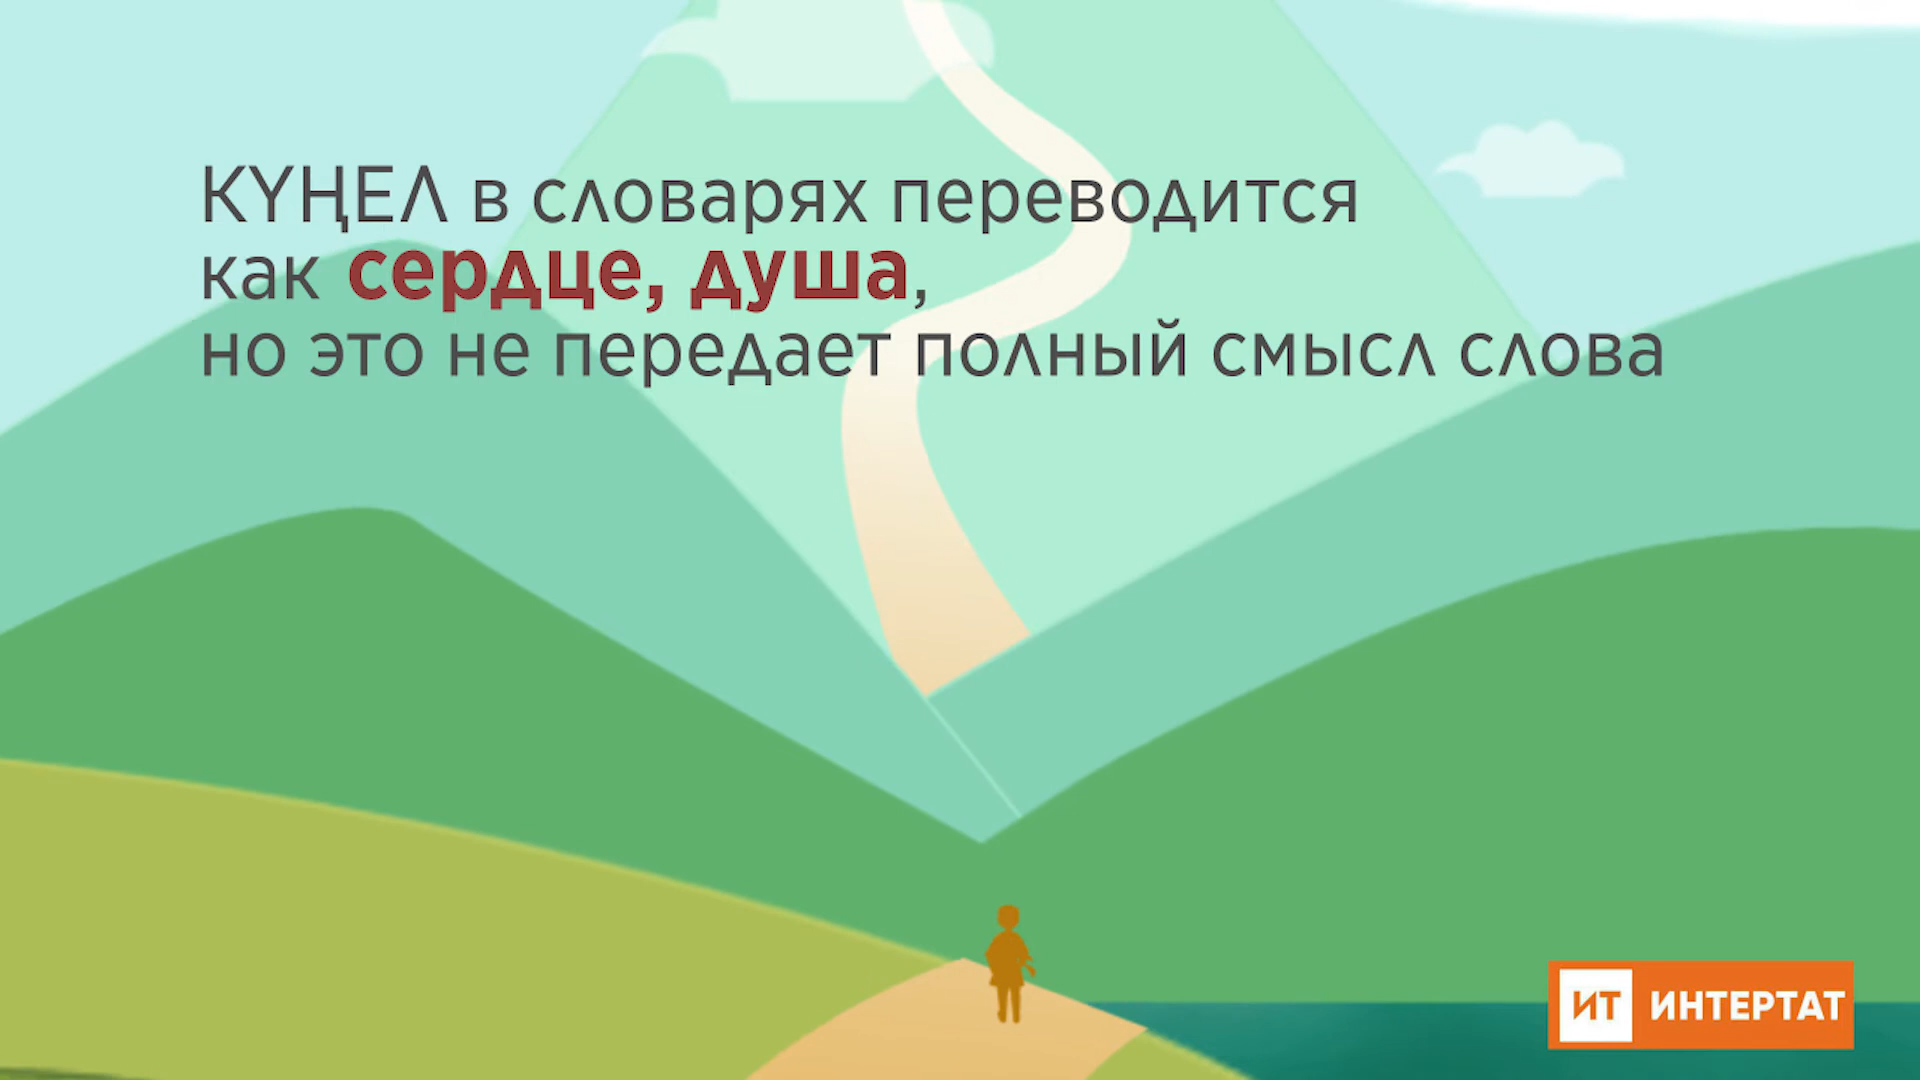 КҮҢЕЛ в словарях переводится
как сердце, душа,
но это не передает полный смысл слова
ИТ ИНТЕРТАТ